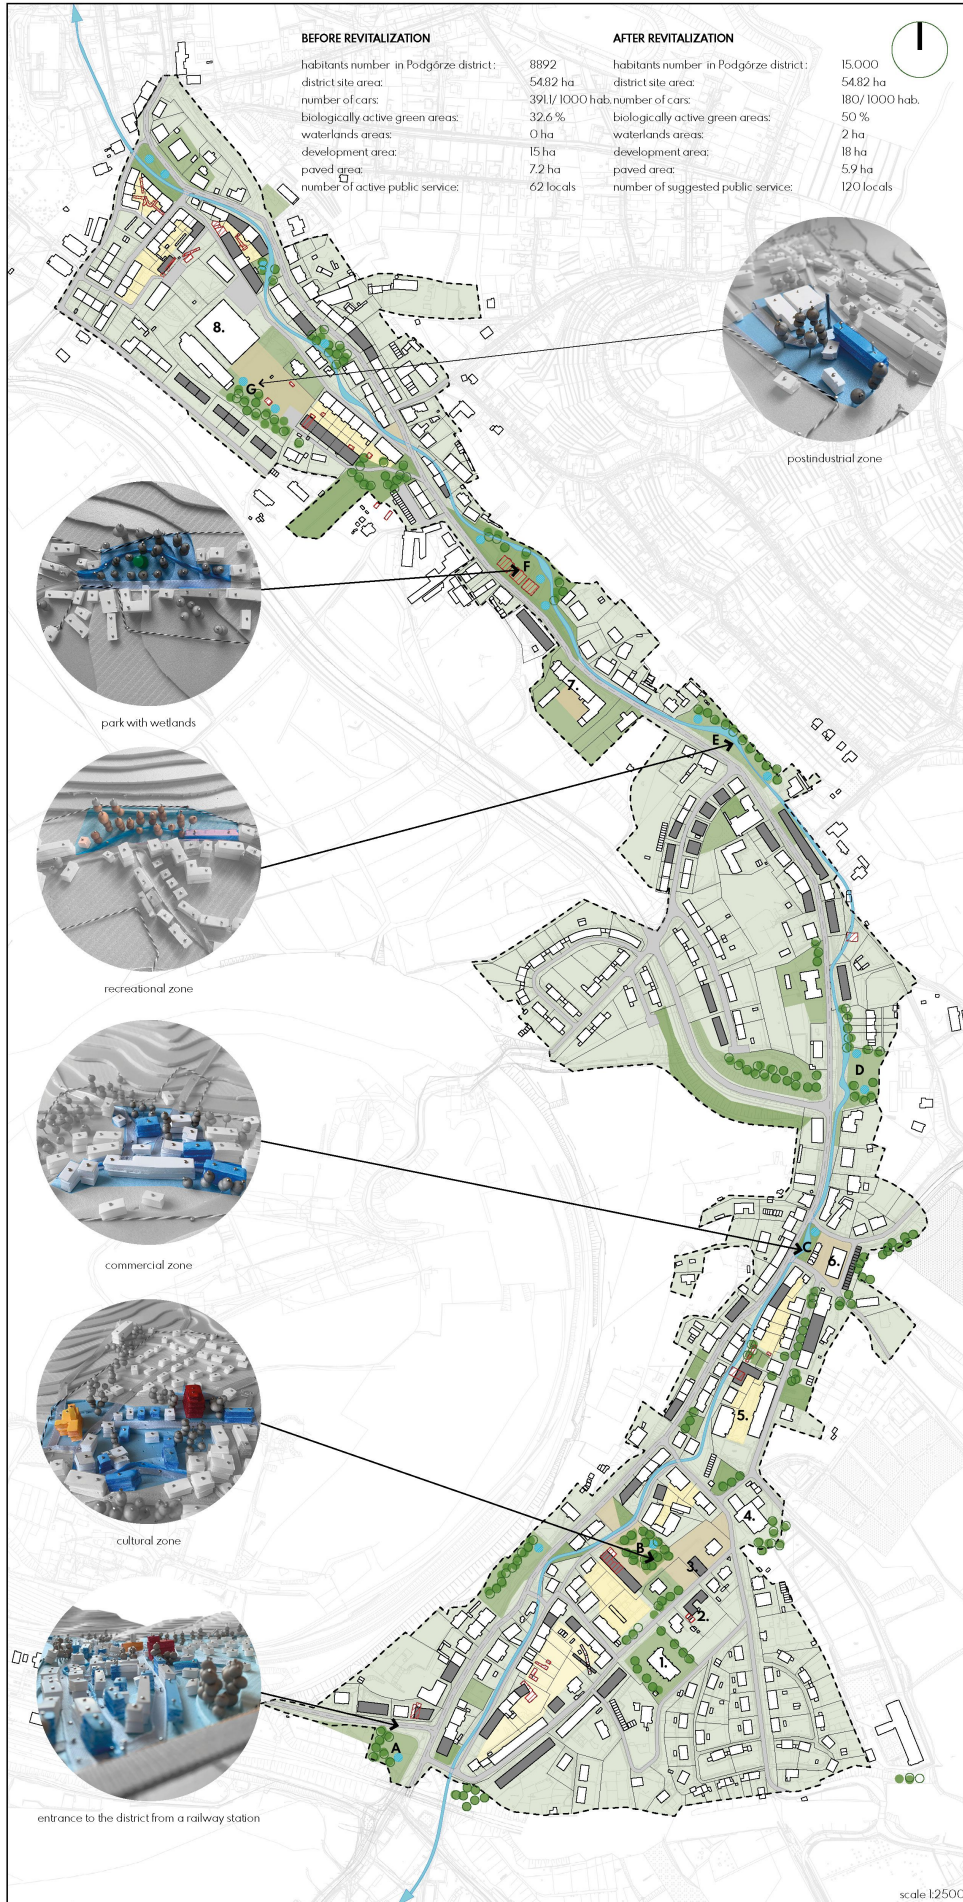 BEFORE REVITALIZATION
habitants number in Podgórze district: 8892
district site area: 54.82 ha
number of cars: 391.1/ 1000 hab.
biologically active green areas: 32.6 %
waterlands areas: 0 ha
development area: 15 ha
paved area: 7.2 ha
number of active public service: 62 locals
AFTER REVITALIZATION
habitants number in Podgórze district: 15.000
district site area: 54.82 ha
number of cars: 180/ 1000 hab.
biologically active green areas: 50 %
waterlands areas: 2 ha
development area: 18 ha
paved area: 5.9 ha
number of suggested public service: 120 locals
8.
G
postindustrial zone
F
7.
park with wetlands
E
recreational zone
D
C
6.
commercial zone
5.
4.
B
3.
cultural zone
2.
1.
A
entrance to the district from a railway station
scale 1:2500